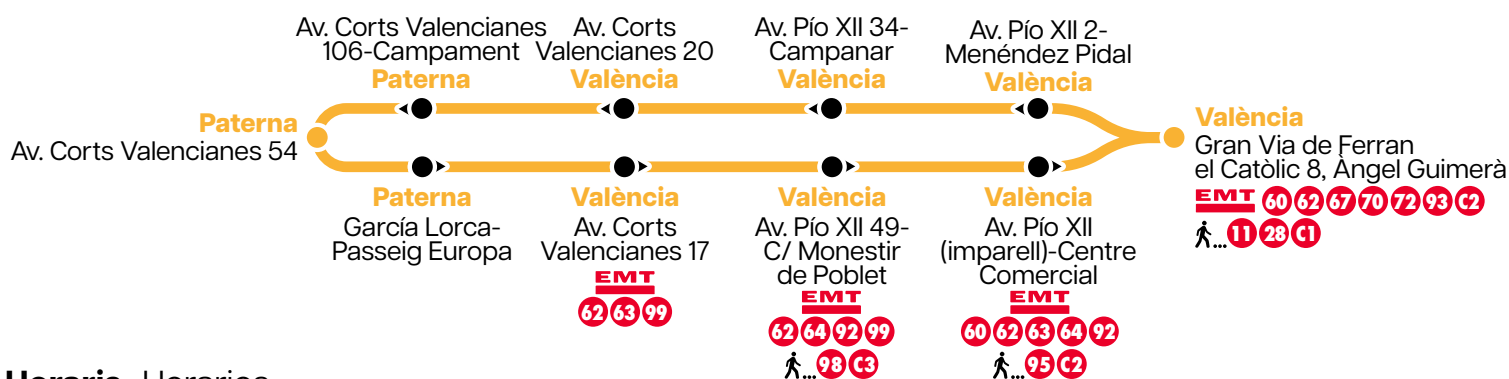 Av. Corts Valencianes
106-Campament
Paterna
Av. Corts
Valencianes 20
València
Av. Pío XII 34-
Campanar
València
Av. Pío XII 2-
Menéndez Pidal
València
Paterna
Av. Corts Valencianes 54
València
Gran Via de Ferran
el Catòlic 8, Àngel Guimerà
EMT 60 62 67 70 72 93 C2
... 11 28 C1
Paterna
García Lorca-
Passeig Europa
València
Av. Corts
Valencianes 17
EMT
62 63 99
València
Av. Pío XII 49-
C/ Monestir
de Poblet
EMT
62 64 92 99
... 98 C3
València
Av. Pío XII
(imparell)-Centre
Comercial
EMT
60 62 63 64 92
... 95 C2
Horaris Horarios